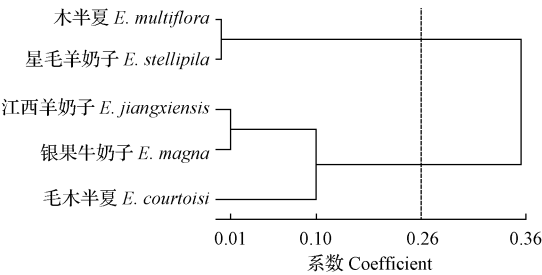 木半夏 E. multiflora
星毛羊奶子 E. stellipila
江西羊奶子 E. jiangxiensis
银果牛奶子 E. magna
毛木半夏 E. courtoisi
0.01 0.10 0.26 0.36
系数 Coefficient